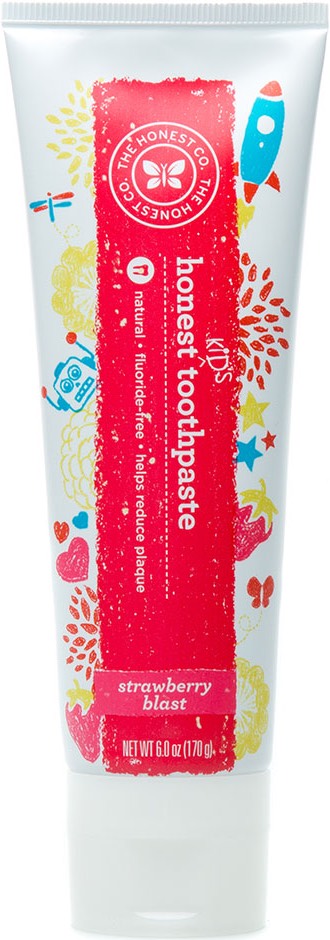 THE HONEST CO. THE HONEST CO.
honest kids toothpaste
natural • fluoride-free • helps reduce plaque
strawberry
blast
NET WT 6.0 oz (170 g)